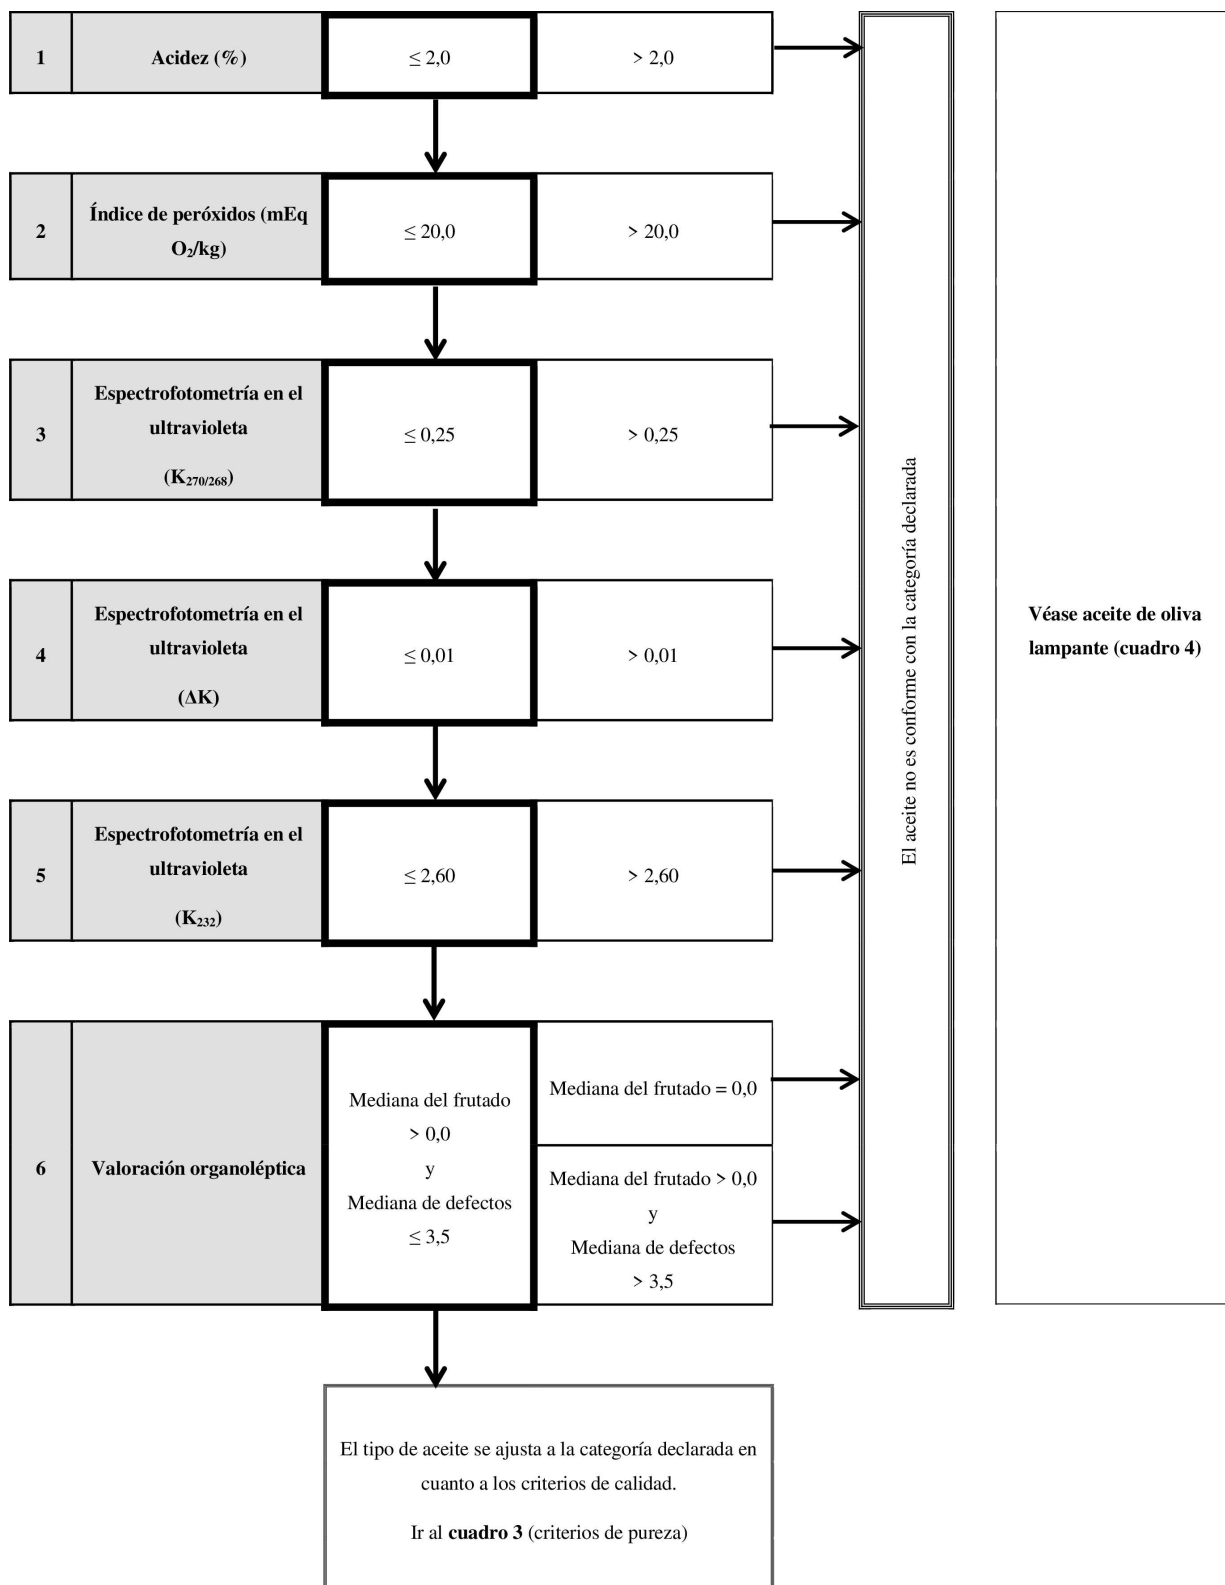 1
Acidez (%)
≤ 2,0
> 2,0
2
Índice de peróxidos (mEq
O₂/kg)
≤ 20,0
> 20,0
3
Espectrofotometría en el
ultravioleta
(K₂₇₀/₂₆₈)
≤ 0,25
> 0,25
4
Espectrofotometría en el
ultravioleta
(ΔK)
≤ 0,01
> 0,01
5
Espectrofotometría en el
ultravioleta
(K₂₃₂)
≤ 2,60
> 2,60
6
Valoración organoléptica
Mediana del frutado
> 0,0
y
Mediana de defectos
≤ 3,5
Mediana del frutado = 0,0
Mediana del frutado > 0,0
y
Mediana de defectos
> 3,5
El aceite no es conforme con la categoría declarada
Véase aceite de oliva
lampante (cuadro 4)
El tipo de aceite se ajusta a la categoría declarada en
cuanto a los criterios de calidad.
Ir al cuadro 3 (criterios de pureza)